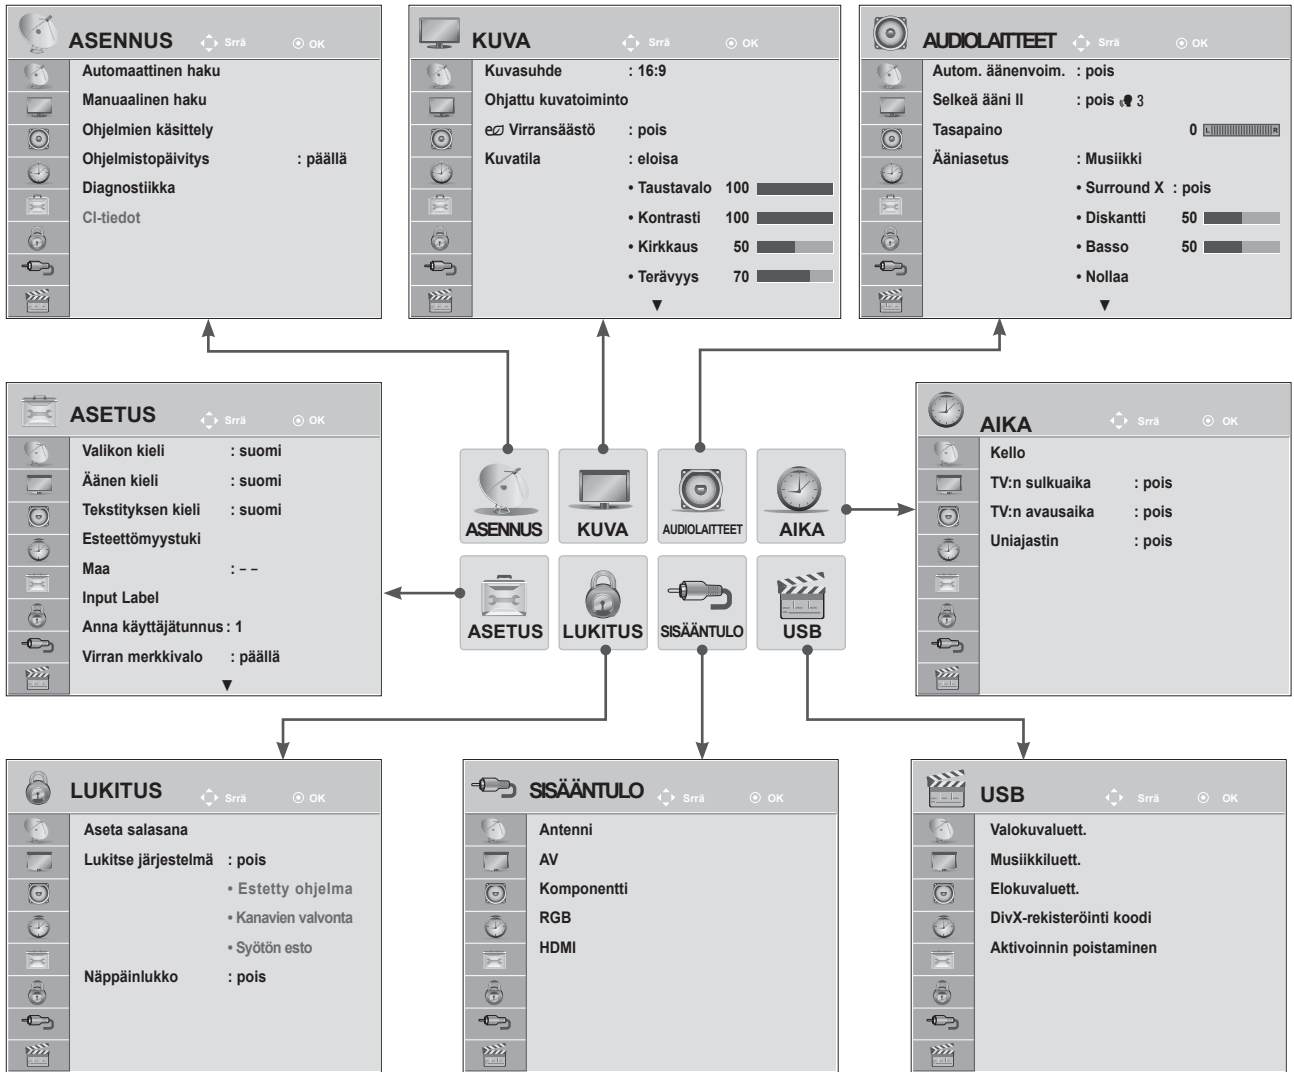 ASENNUS Srrä OK
Automaattinen haku
Manuaalinen haku
Ohjelmien käsittely
Ohjelmistopäivitys : päällä
Diagnostiikka
CI-tiedot
KUVA Srrä OK
Kuvasuhde : 16:9
Ohjattu kuvatoiminto
Virransäästö : pois
Kuvatila : eloisa
• Taustavalo 100
• Kontrasti 100
• Kirkkaus 50
• Terävyys 70
▼
AUDIOLAITTEET Srrä OK
Autom. äänenvoim. : pois
Selkeä ääni II : pois 3
Tasapaino 0 L R
Ääniasetus : Musiikki
• Surround X : pois
• Diskantti 50
• Basso 50
• Nollaa
▼
ASETUS Srrä OK
Valikon kieli : suomi
Äänen kieli : suomi
Tekstityksen kieli : suomi
Esteettömyystuki
Maa : – –
Input Label
Anna käyttäjätunnus : 1
Virran merkkivalo : päällä
▼
ASENNUS
KUVA
AUDIOLAITTEET
AIKA
ASETUS
LUKITUS
SISÄÄNTULO
USB
AIKA Srrä OK
Kello
TV:n sulkuaika : pois
TV:n avausaika : pois
Uniajastin : pois
LUKITUS Srrä OK
Aseta salasana
Lukitse järjestelmä : pois
• Estetty ohjelma
• Kanavien valvonta
• Syötön esto
Näppäinlukko : pois
SISÄÄNTULO Srrä OK
Antenni
AV
Komponentti
RGB
HDMI
USB Srrä OK
Valokuvaluett.
Musiikkiluett.
Elokuvaluett.
DivX-rekisteröinti koodi
Aktivoinnin poistaminen